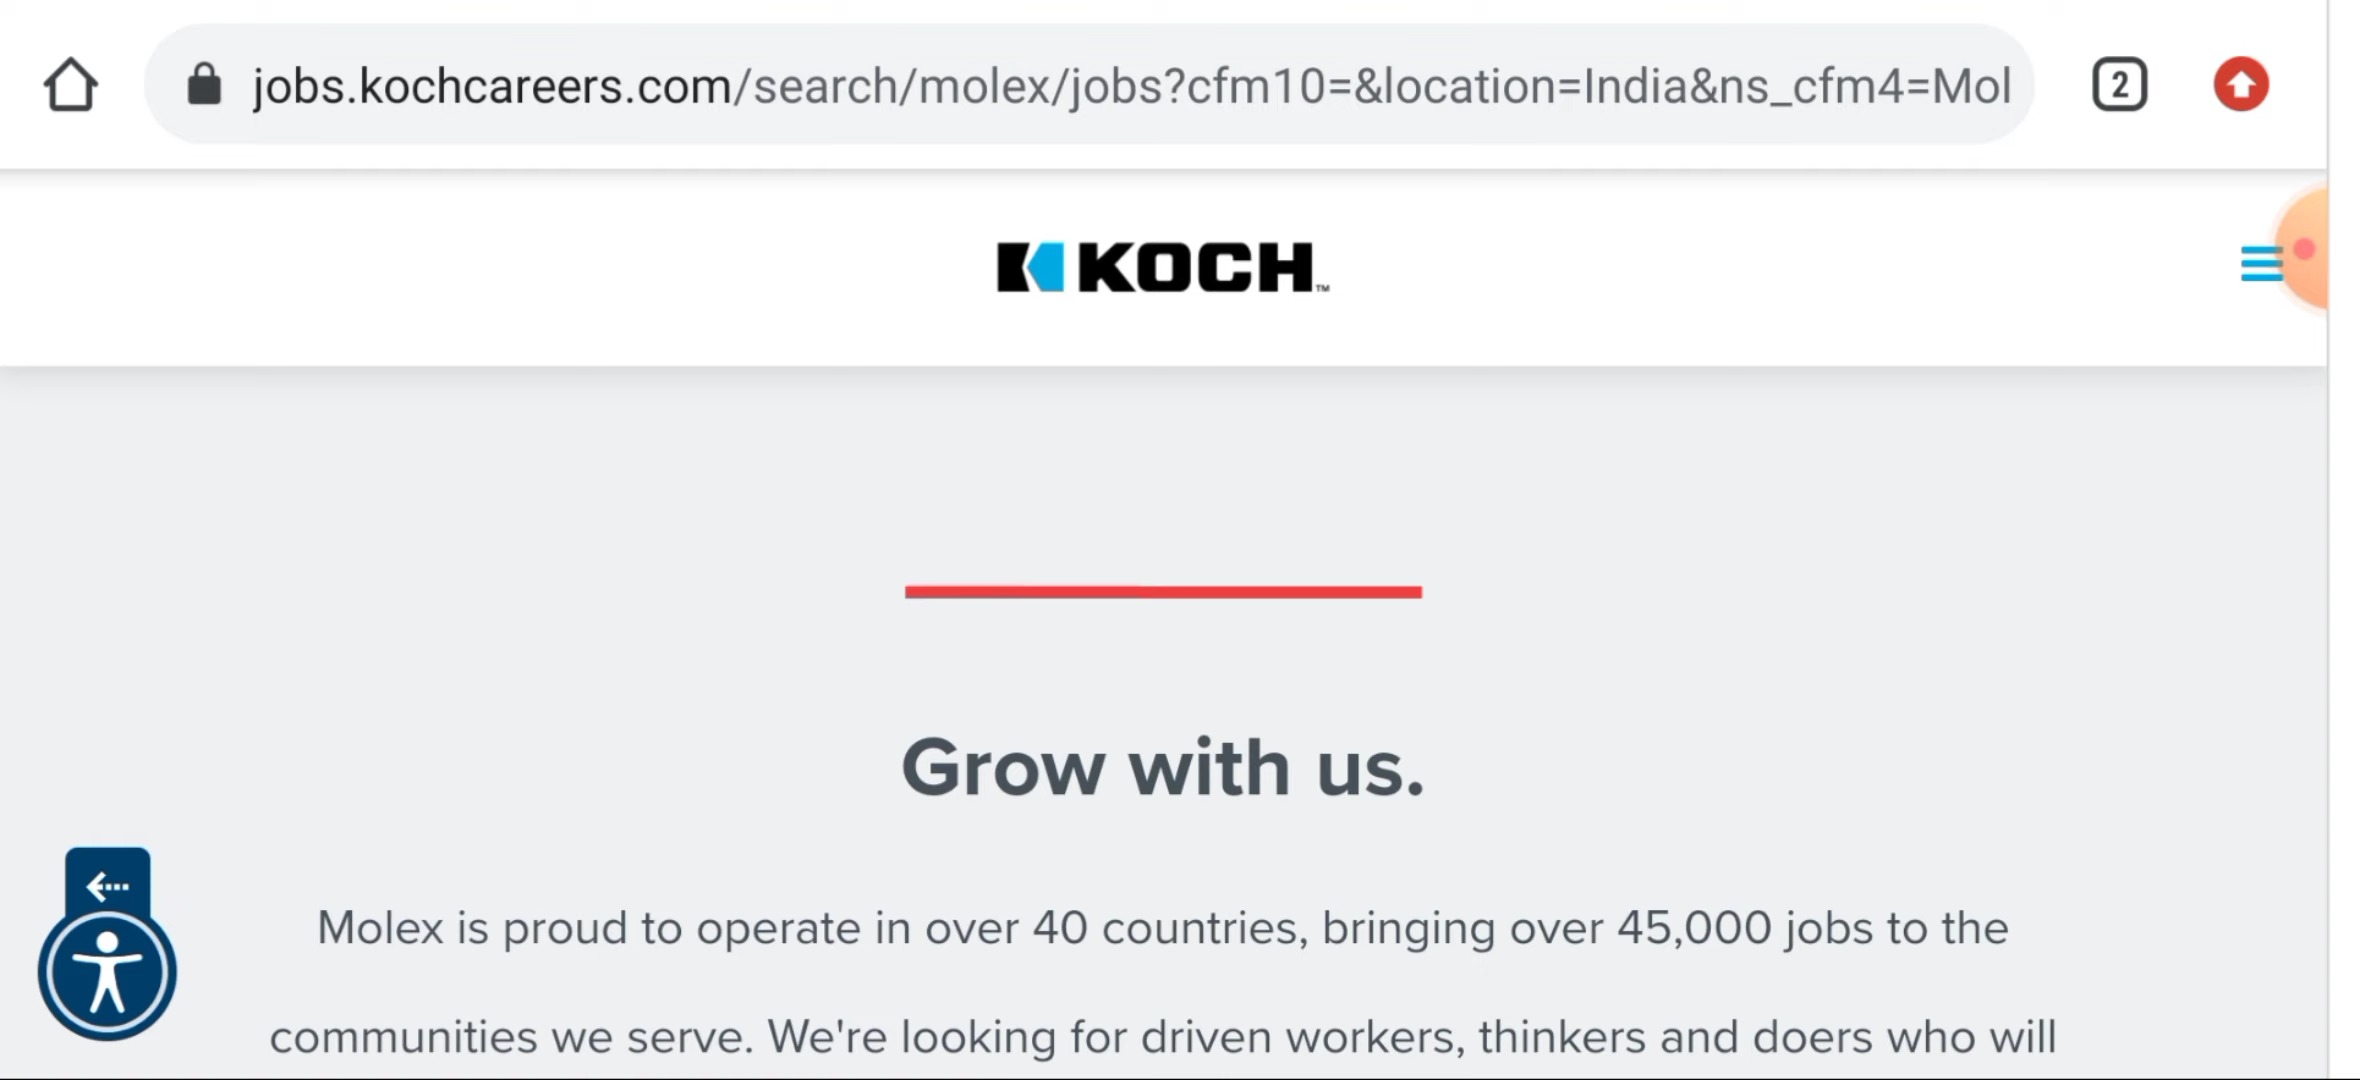 jobs.kochcareers.com/search/molex/jobs?cfm10=&location=India&ns_cfm4=Mol
2
KOCH™
Grow with us.
Molex is proud to operate in over 40 countries, bringing over 45,000 jobs to the
communities we serve. We're looking for driven workers, thinkers and doers who will